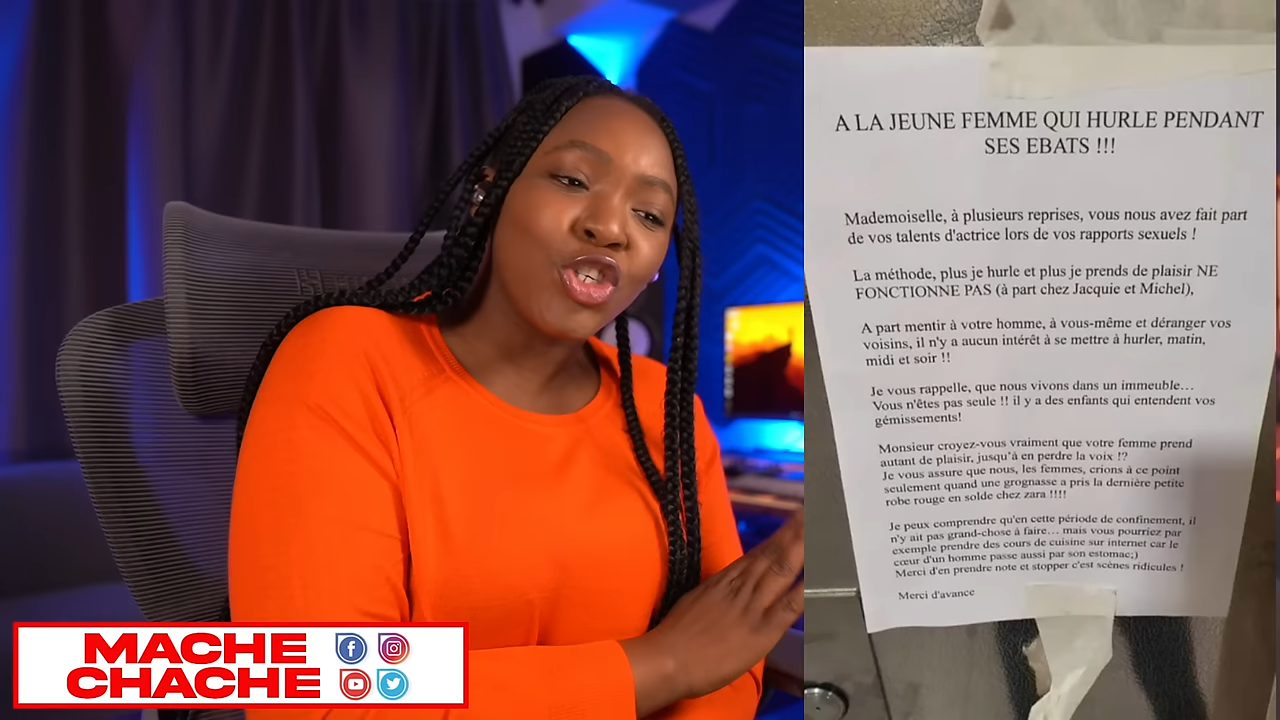 A LA JEUNE FEMME QUI HURLE PENDANT
SES EBATS !!!
Mademoiselle, à plusieurs reprises, vous nous avez fait part
de vos talents d'actrice lors de vos rapports sexuels !
La méthode, plus je hurle et plus je prends de plaisir NE
FONCTIONNE PAS (à part chez Jacquie et Michel),
A part mentir à votre homme, à vous-même et déranger vos
voisins, il n'y a aucun intérêt à se mettre à hurler, matin,
midi et soir !!
Je vous rappelle, que nous vivons dans un immeuble…
Vous n'êtes pas seule !! il y a des enfants qui entendent vos
gémissements!
Monsieur croyez-vous vraiment que votre femme prend
autant de plaisir, jusqu'à en perdre la voix !?
Je vous assure que nous, les femmes, crions à ce point
seulement quand une grognasse a pris la dernière petite
robe rouge en solde chez zara !!!!
Je peux comprendre qu'en cette période de confinement, il
n'y ait pas grand-chose à faire… mais vous pourriez par
exemple prendre des cours de cuisine sur internet car le
cœur d'un homme passe aussi par son estomac;)
Merci d'en prendre note et stopper c'est scènes ridicules !
Merci d'avance
MACHE
CHACHE